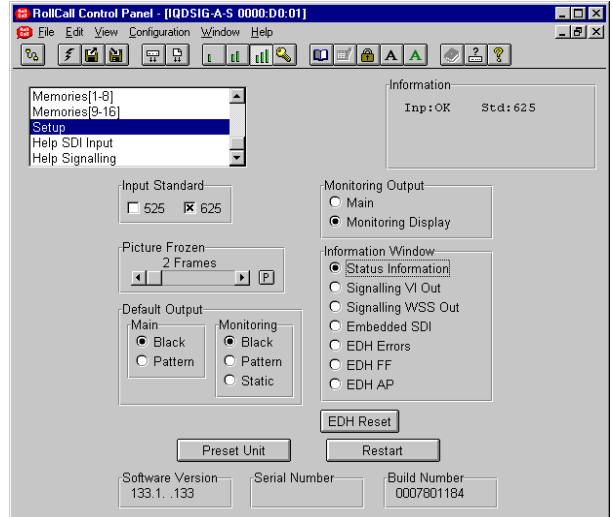 RollCall Control Panel - [IQDSIG-A-S 0000:D0:01]
File Edit View Configuration Window Help
Memories[1-8]
Memories[9-16]
Setup
Help SDI Input
Help Signalling
Information
Inp:OK Std:625
Input Standard
525 625
Monitoring Output
Main
Monitoring Display
Picture Frozen
2 Frames
P
Information Window
Status Information
Signalling VI Out
Signalling WSS Out
Embedded SDI
EDH Errors
EDH FF
EDH AP
Default Output
Main
Black
Pattern
Monitoring
Black
Pattern
Static
EDH Reset
Preset Unit
Restart
Software Version
133.1. .133
Serial Number
Build Number
0007801184